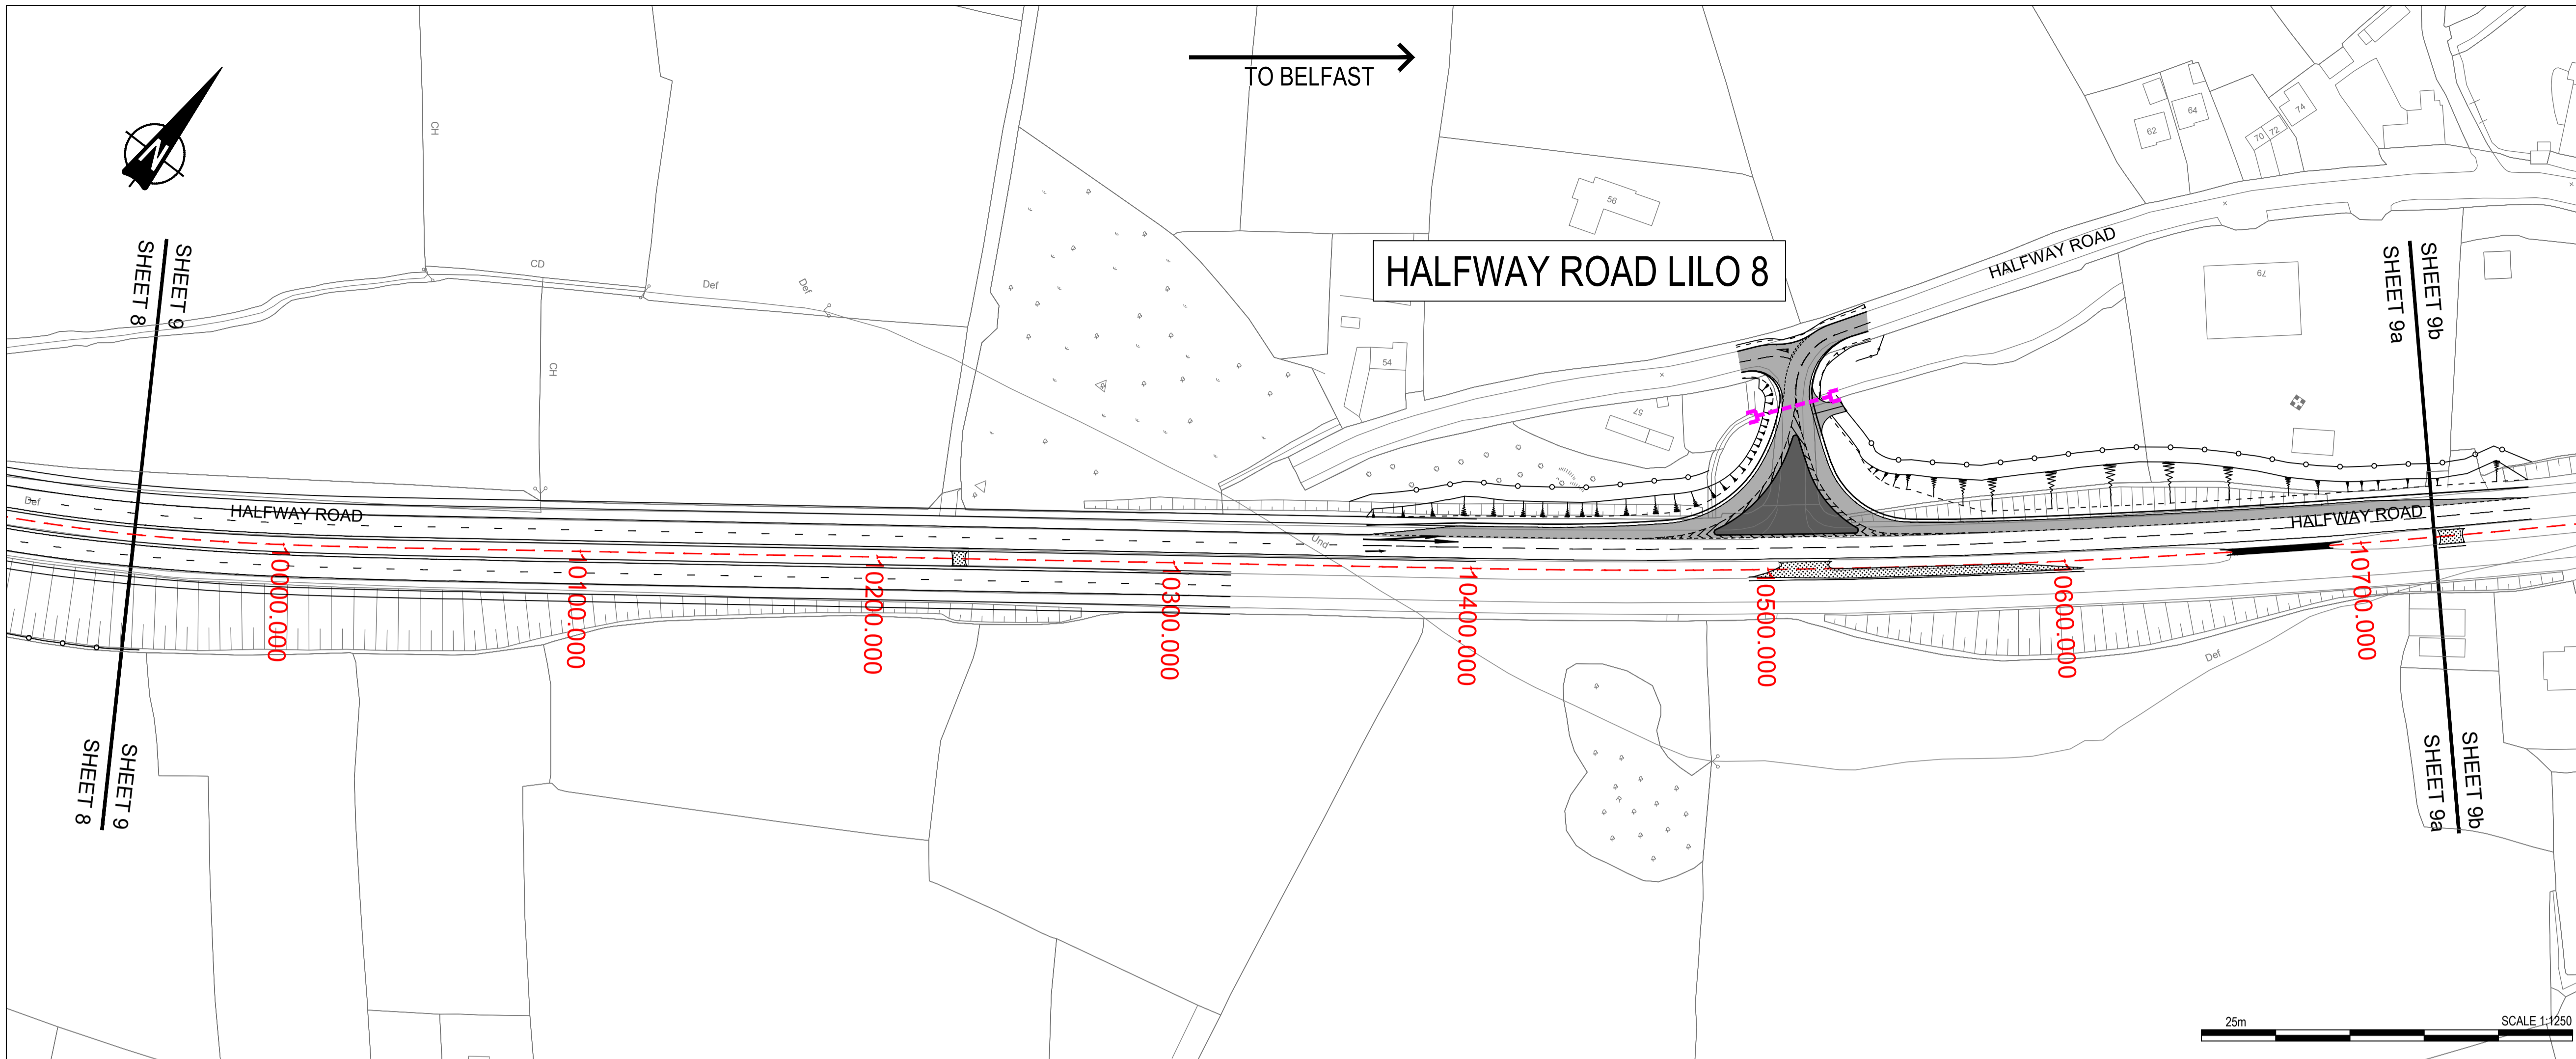 TO BELFAST
N
HALFWAY ROAD LILO 8
HALFWAY ROAD
HALFWAY ROAD
HALFWAY ROAD
SHEET 8
SHEET 9
SHEET 8
SHEET 9
SHEET 9a
SHEET 9b
SHEET 9a
SHEET 9b
CH
CD
Def
Def
CH
Def
Und
Def
56
54
57
62
64
70
72
74
79
10000.000
10100.000
10200.000
10300.000
10400.000
10500.000
10600.000
10700.000
25m
SCALE 1:1250